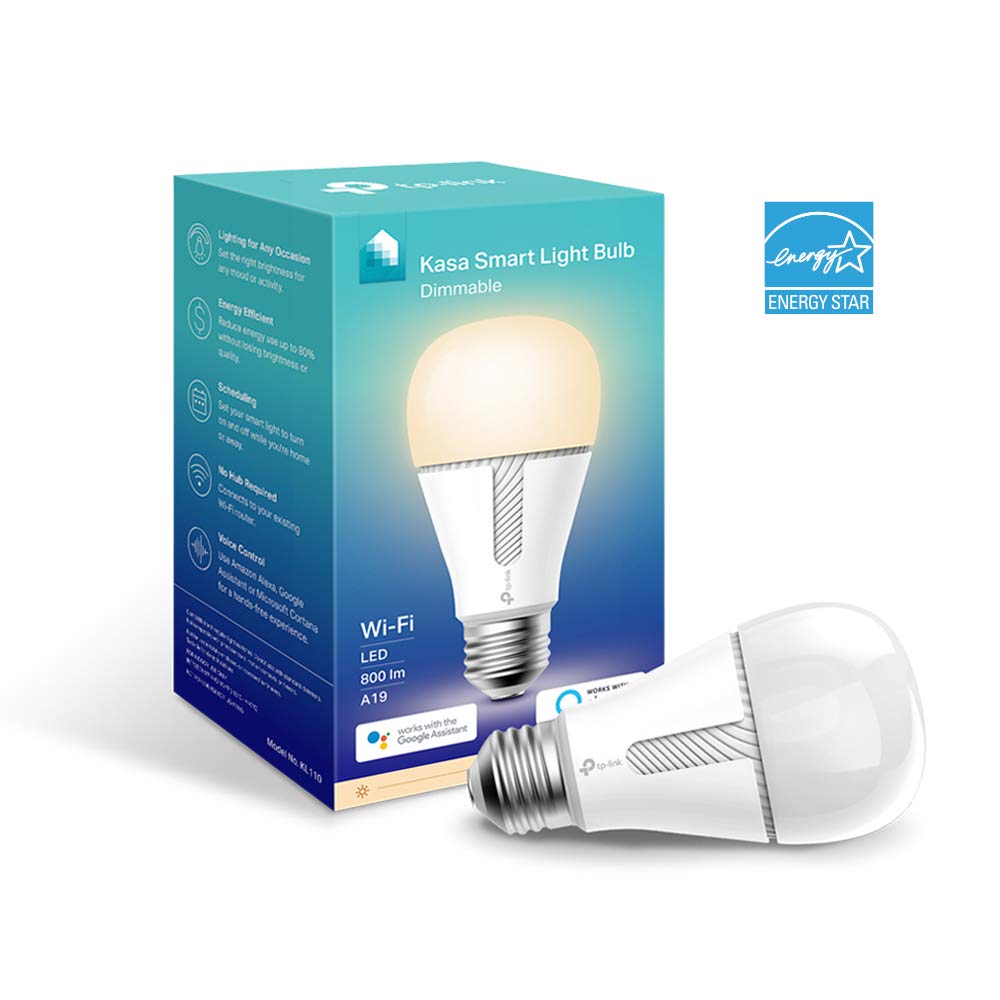 tp-link
Kasa Smart Light Bulb
Dimmable
Lighting for Any Occasion
Set the right brightness for
any mood or activity.
Energy Efficient
Reduce energy use up to 80%
without losing brightness or
quality.
Scheduling
Set your smart light to turn
on and off while you're home
or away.
No Hub Required
Connects to your existing
Wi-Fi router.
Voice Control
Use Amazon Alexa, Google
Assistant or Microsoft Cortana
for a hands-free experience.
Model No. KL110
tp-link
Wi-Fi
LED
800 lm
A19
works with the
Google Assistant
WORKS WITH
tp-link
energy
ENERGY STAR